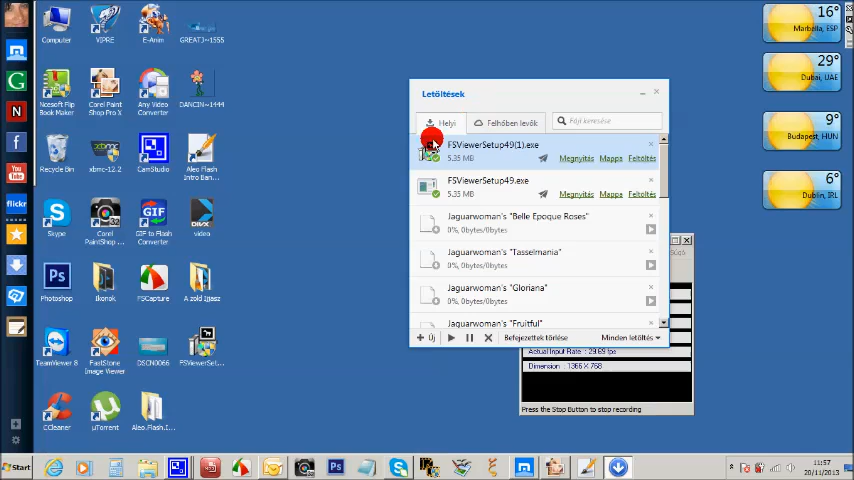 Computer
VIPRE
E-Anim
GREATJ~1555
Ncesoft Flip
Book Maker
Corel Paint
Shop Pro
Any Video
Converter
DANCIN~1444
Recycle Bin
xbmc-12.2
CamStudio
Aleo Flash
Intro Ban...
Skype
Corel
PaintShop ...
GIF to Flash
Converter
video
Photoshop
Ikonok
FSCapture
A zold Ijjasz
TeamViewer 8
FastStone
Image Viewer
DSCN0066
FSViewerSet...
CCleaner
µTorrent
Aleo.Flash.I...
flickr
Letöltések
Helyi
Felhőben levők
Fájl keresése
FSViewerSetup49(1).exe
5.35 MB
Megnyitás Mappa Feltöltés
FSViewerSetup49.exe
5.35 MB
Megnyitás Mappa Feltöltés
Jaguarwoman's "Belle Epoque Roses"
0%, 0bytes/0bytes
Jaguarwoman's "Tasselmania"
0%, 0bytes/0bytes
Jaguarwoman's "Gloriana"
0%, 0bytes/0bytes
Jaguarwoman's "Fruitful"
Új
Befejezettek törlése
Minden letöltés
Actual Input Rate : 29.69 fps
Dimension : 1366 X 768
Press the Stop Button to stop recording
16°
Marbella, ESP
29°
Dubai, UAE
9°
Budapest, HUN
6°
Dublin, IRL
Start
11:57
20/11/2013